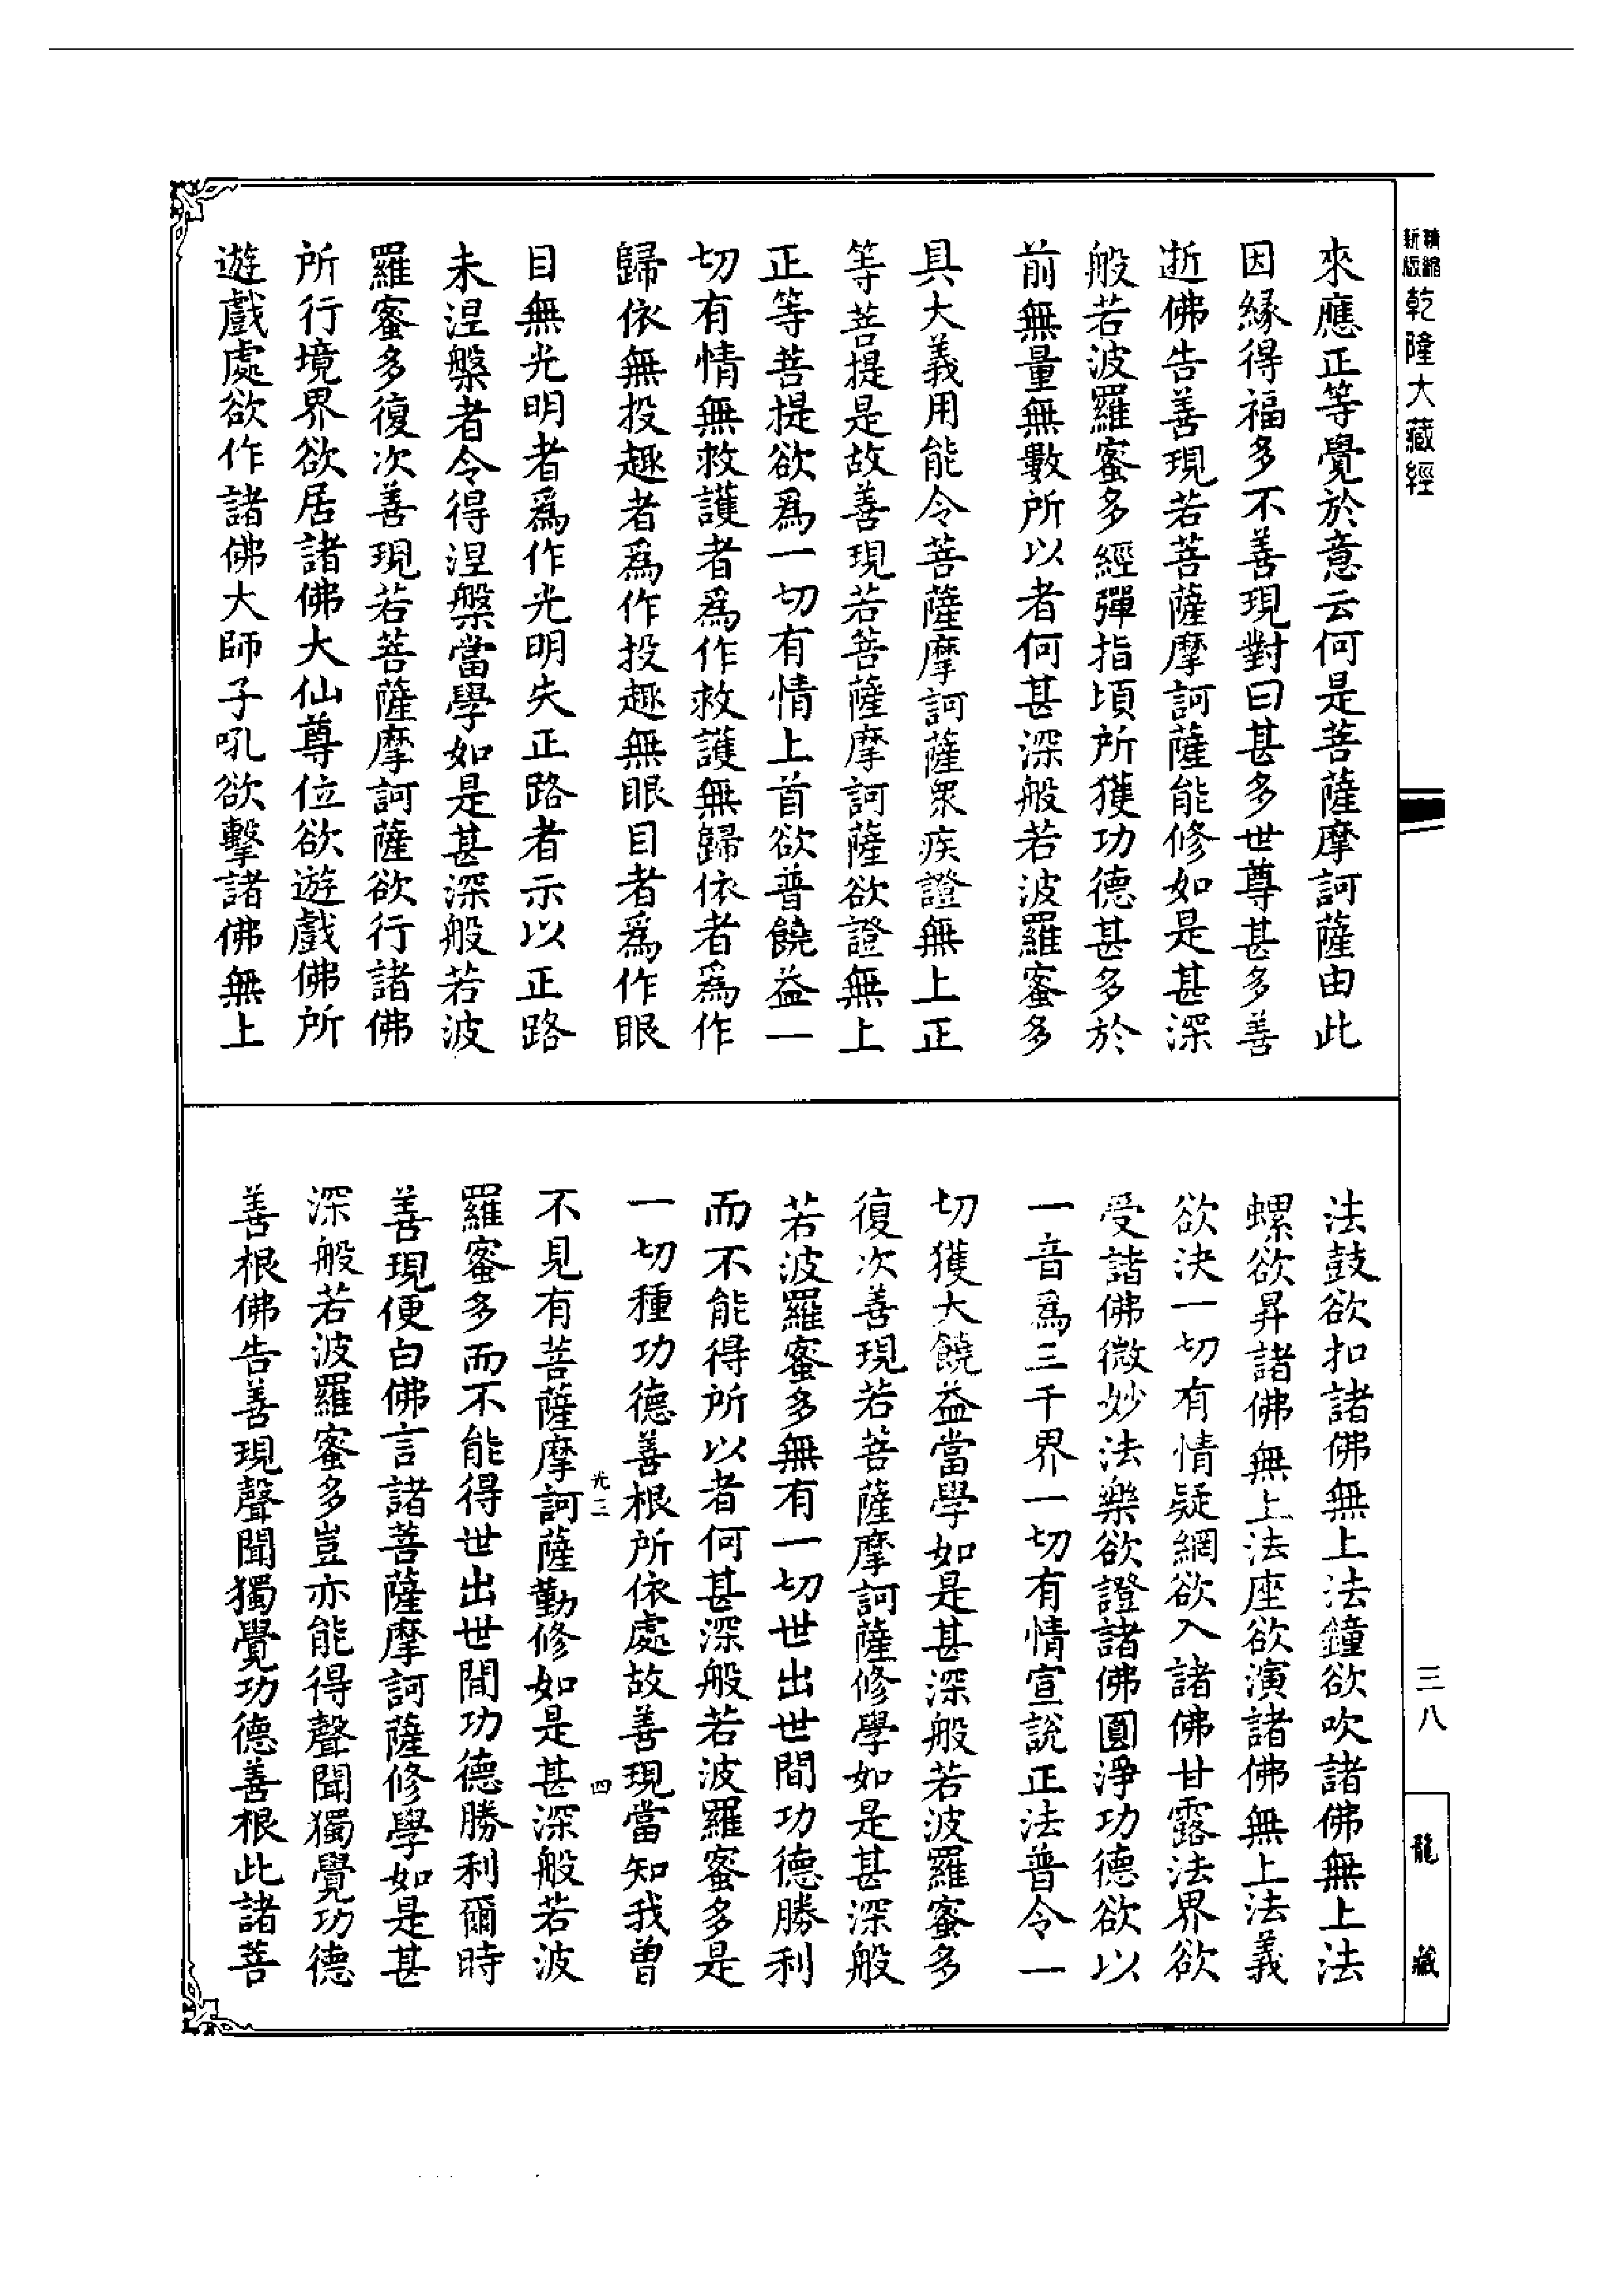 精縮
新版
乾隆大藏經
來應正等覺於意云何是菩薩摩訶薩由此
因緣得福多不善現對曰甚多世尊甚多善
逝佛告善現若菩薩摩訶薩能修如是甚深
般若波羅蜜多經彈指頃所獲功德甚多於
前無量無數所以者何甚深般若波羅蜜多
具大義用能令菩薩摩訶薩衆疾證無上正
等菩提是故善現若菩薩摩訶薩欲證無上
正等菩提欲爲一切有情上首欲普饒益一
切有情無救護者爲作救護無歸依者爲作
歸依無投趣者爲作投趣無眼目者爲作眼
目無光明者爲作光明失正路者示以正路
未涅槃者令得涅槃當學如是甚深般若波
羅蜜多復次善現若菩薩摩訶薩欲行諸佛
所行境界欲居諸佛大仙尊位欲遊戲佛所
遊戲處欲作諸佛大師子吼欲擊諸佛無上
法鼓欲扣諸佛無上法鐘欲吹諸佛無上法
螺欲昇諸佛無上法座欲演諸佛無上法義
欲決一切有情疑網欲入諸佛甘露法界欲
受諸佛微妙法樂欲證諸佛圓淨功德欲以
一音爲三千界一切有情宣說正法普令一
切獲大饒益當學如是甚深般若波羅蜜多
復次善現若菩薩摩訶薩修學如是甚深般
若波羅蜜多無有一切世出世間功德勝利
而不能得所以者何甚深般若波羅蜜多是
一切種功德善根所依處故善現當知我曾
光三 四
不見有菩薩摩訶薩勤修如是甚深般若波
羅蜜多而不能得世出世間功德勝利爾時
善現便白佛言諸菩薩摩訶薩修學如是甚
深般若波羅蜜多豈亦能得聲聞獨覺功德
善根佛告善現聲聞獨覺功德善根此諸菩
三八
龍藏